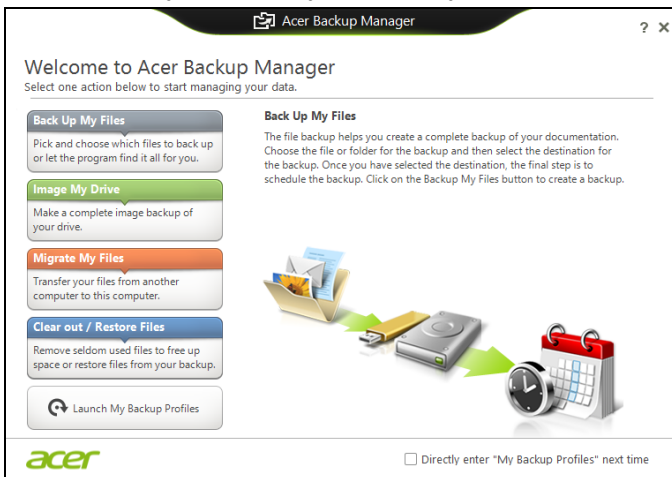 Acer Backup Manager
? X
Welcome to Acer Backup Manager
Select one action below to start managing your data.
Back Up My Files
Pick and choose which files to back up
or let the program find it all for you.
Image My Drive
Make a complete image backup of
your drive.
Migrate My Files
Transfer your files from another
computer to this computer.
Clear out / Restore Files
Remove seldom used files to free up
space or restore files from your backup.
Launch My Backup Profiles
Back Up My Files
The file backup helps you create a complete backup of your documentation.
Choose the file or folder for the backup and then select the destination for
the backup. Once you have selected the destination, the final step is to
schedule the backup. Click on the Backup My Files button to create a backup.
acer
Directly enter "My Backup Profiles" next time